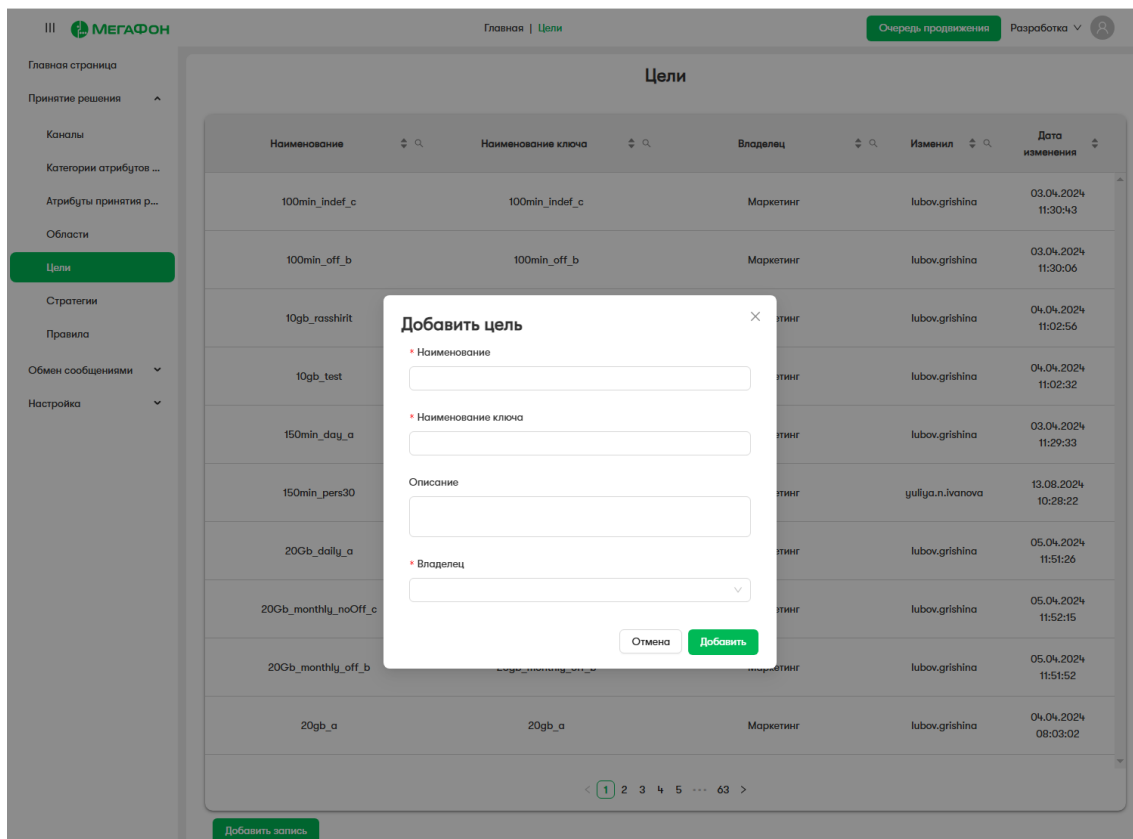 МЕГАФОН
Главная | Цели
Очередь продвижения
Разработка
Главная страница
Принятие решения
Каналы
Категории атрибутов ...
Атрибуты принятия р...
Области
Цели
Стратегии
Правила
Обмен сообщениями
Настройка
Цели
Наименование
Наименование ключа
Владелец
Изменил
Дата
изменения
100min_indef_c 100min_indef_c Маркетинг lubov.grishina 03.04.2024
11:30:43
100min_off_b 100min_off_b Маркетинг lubov.grishina 03.04.2024
11:30:06
10gb_rasshirit етинг lubov.grishina 04.04.2024
11:02:56
10gb_test етинг lubov.grishina 04.04.2024
11:02:32
150min_day_a етинг lubov.grishina 03.04.2024
11:29:33
150min_pers30 етинг yuliya.n.ivanova 13.08.2024
10:28:22
20Gb_daily_a етинг lubov.grishina 05.04.2024
11:51:26
20Gb_monthly_noOff_c етинг lubov.grishina 05.04.2024
11:52:15
20Gb_monthly_off_b Маркетинг lubov.grishina 05.04.2024
11:51:52
20gb_a 20gb_a Маркетинг lubov.grishina 04.04.2024
08:03:02
Добавить цель
* Наименование
* Наименование ключа
Описание
* Владелец
Отмена
Добавить
< 1 2 3 4 5 ... 63 >
Добавить запись